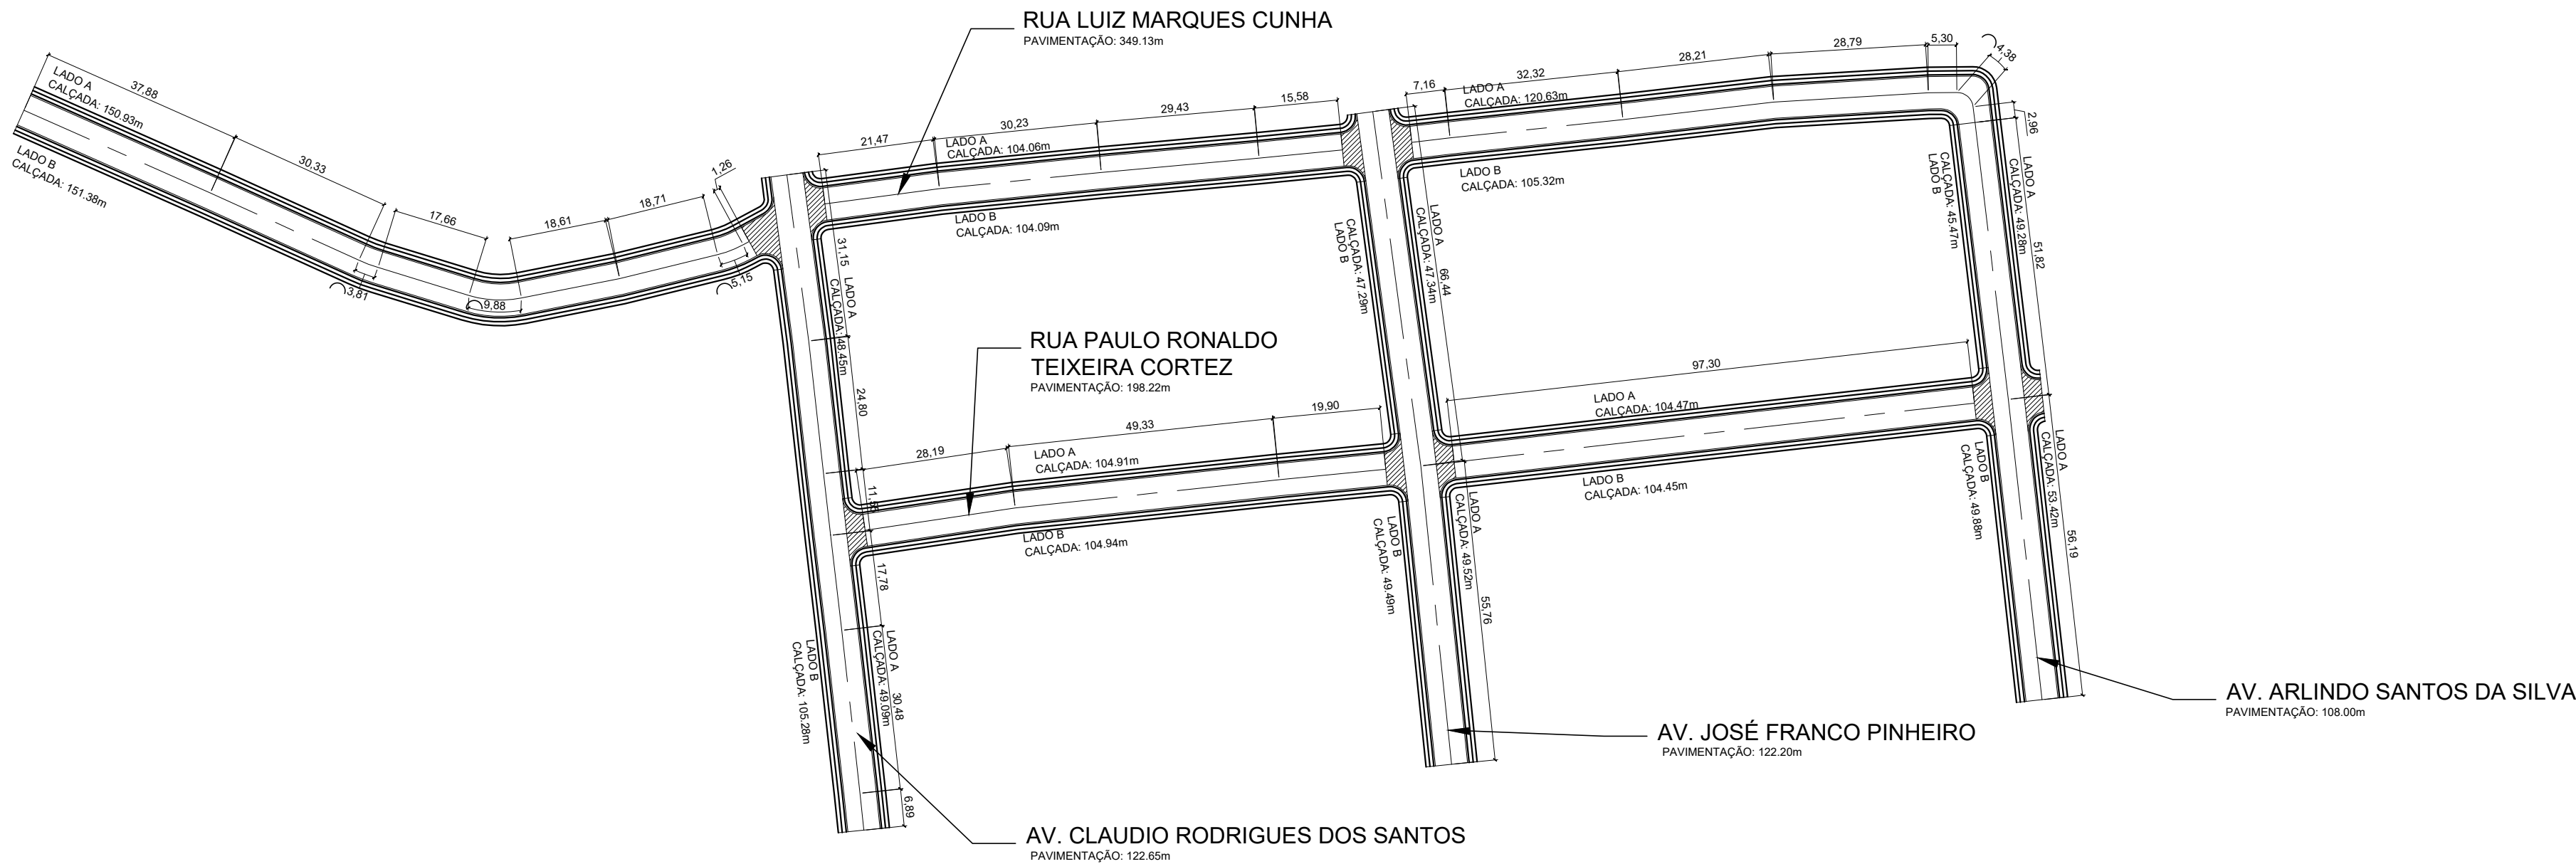 RUA LUIZ MARQUES CUNHA
PAVIMENTAÇÃO: 349.13m
LADO A
CALÇADA: 150.93m
37,88
LADO B
CALÇADA: 151.38m
30,33
17,66
18,61
18,71
1,26
3,81
9,88
5,15
21,47
30,23
29,43
15,58
LADO A
CALÇADA: 104.06m
LADO B
CALÇADA: 104.09m
7,16
32,32
28,21
28,79
5,30
4,38
2,96
LADO A
CALÇADA: 120.63m
LADO B
CALÇADA: 105.32m
31,15
LADO A
CALÇADA: 48.45m
24,80
11,55
LADO B
CALÇADA: 47.29m
LADO A
CALÇADA: 47.34m
66,44
LADO B
CALÇADA: 45.47m
LADO A
CALÇADA: 49.28m
51,82
RUA PAULO RONALDO
TEIXEIRA CORTEZ
PAVIMENTAÇÃO: 198.22m
28,19
49,33
19,90
LADO A
CALÇADA: 104.91m
LADO B
CALÇADA: 104.94m
97,30
LADO A
CALÇADA: 104.47m
LADO B
CALÇADA: 104.45m
17,78
LADO A
CALÇADA: 49.09m
30,48
6,89
LADO B
CALÇADA: 105.28m
LADO B
CALÇADA: 49.49m
LADO A
CALÇADA: 49.52m
55,76
LADO B
CALÇADA: 49.88m
LADO A
CALÇADA: 53.42m
56,19
AV. ARLINDO SANTOS DA SILVA
PAVIMENTAÇÃO: 108.00m
AV. JOSÉ FRANCO PINHEIRO
PAVIMENTAÇÃO: 122.20m
AV. CLAUDIO RODRIGUES DOS SANTOS
PAVIMENTAÇÃO: 122.65m